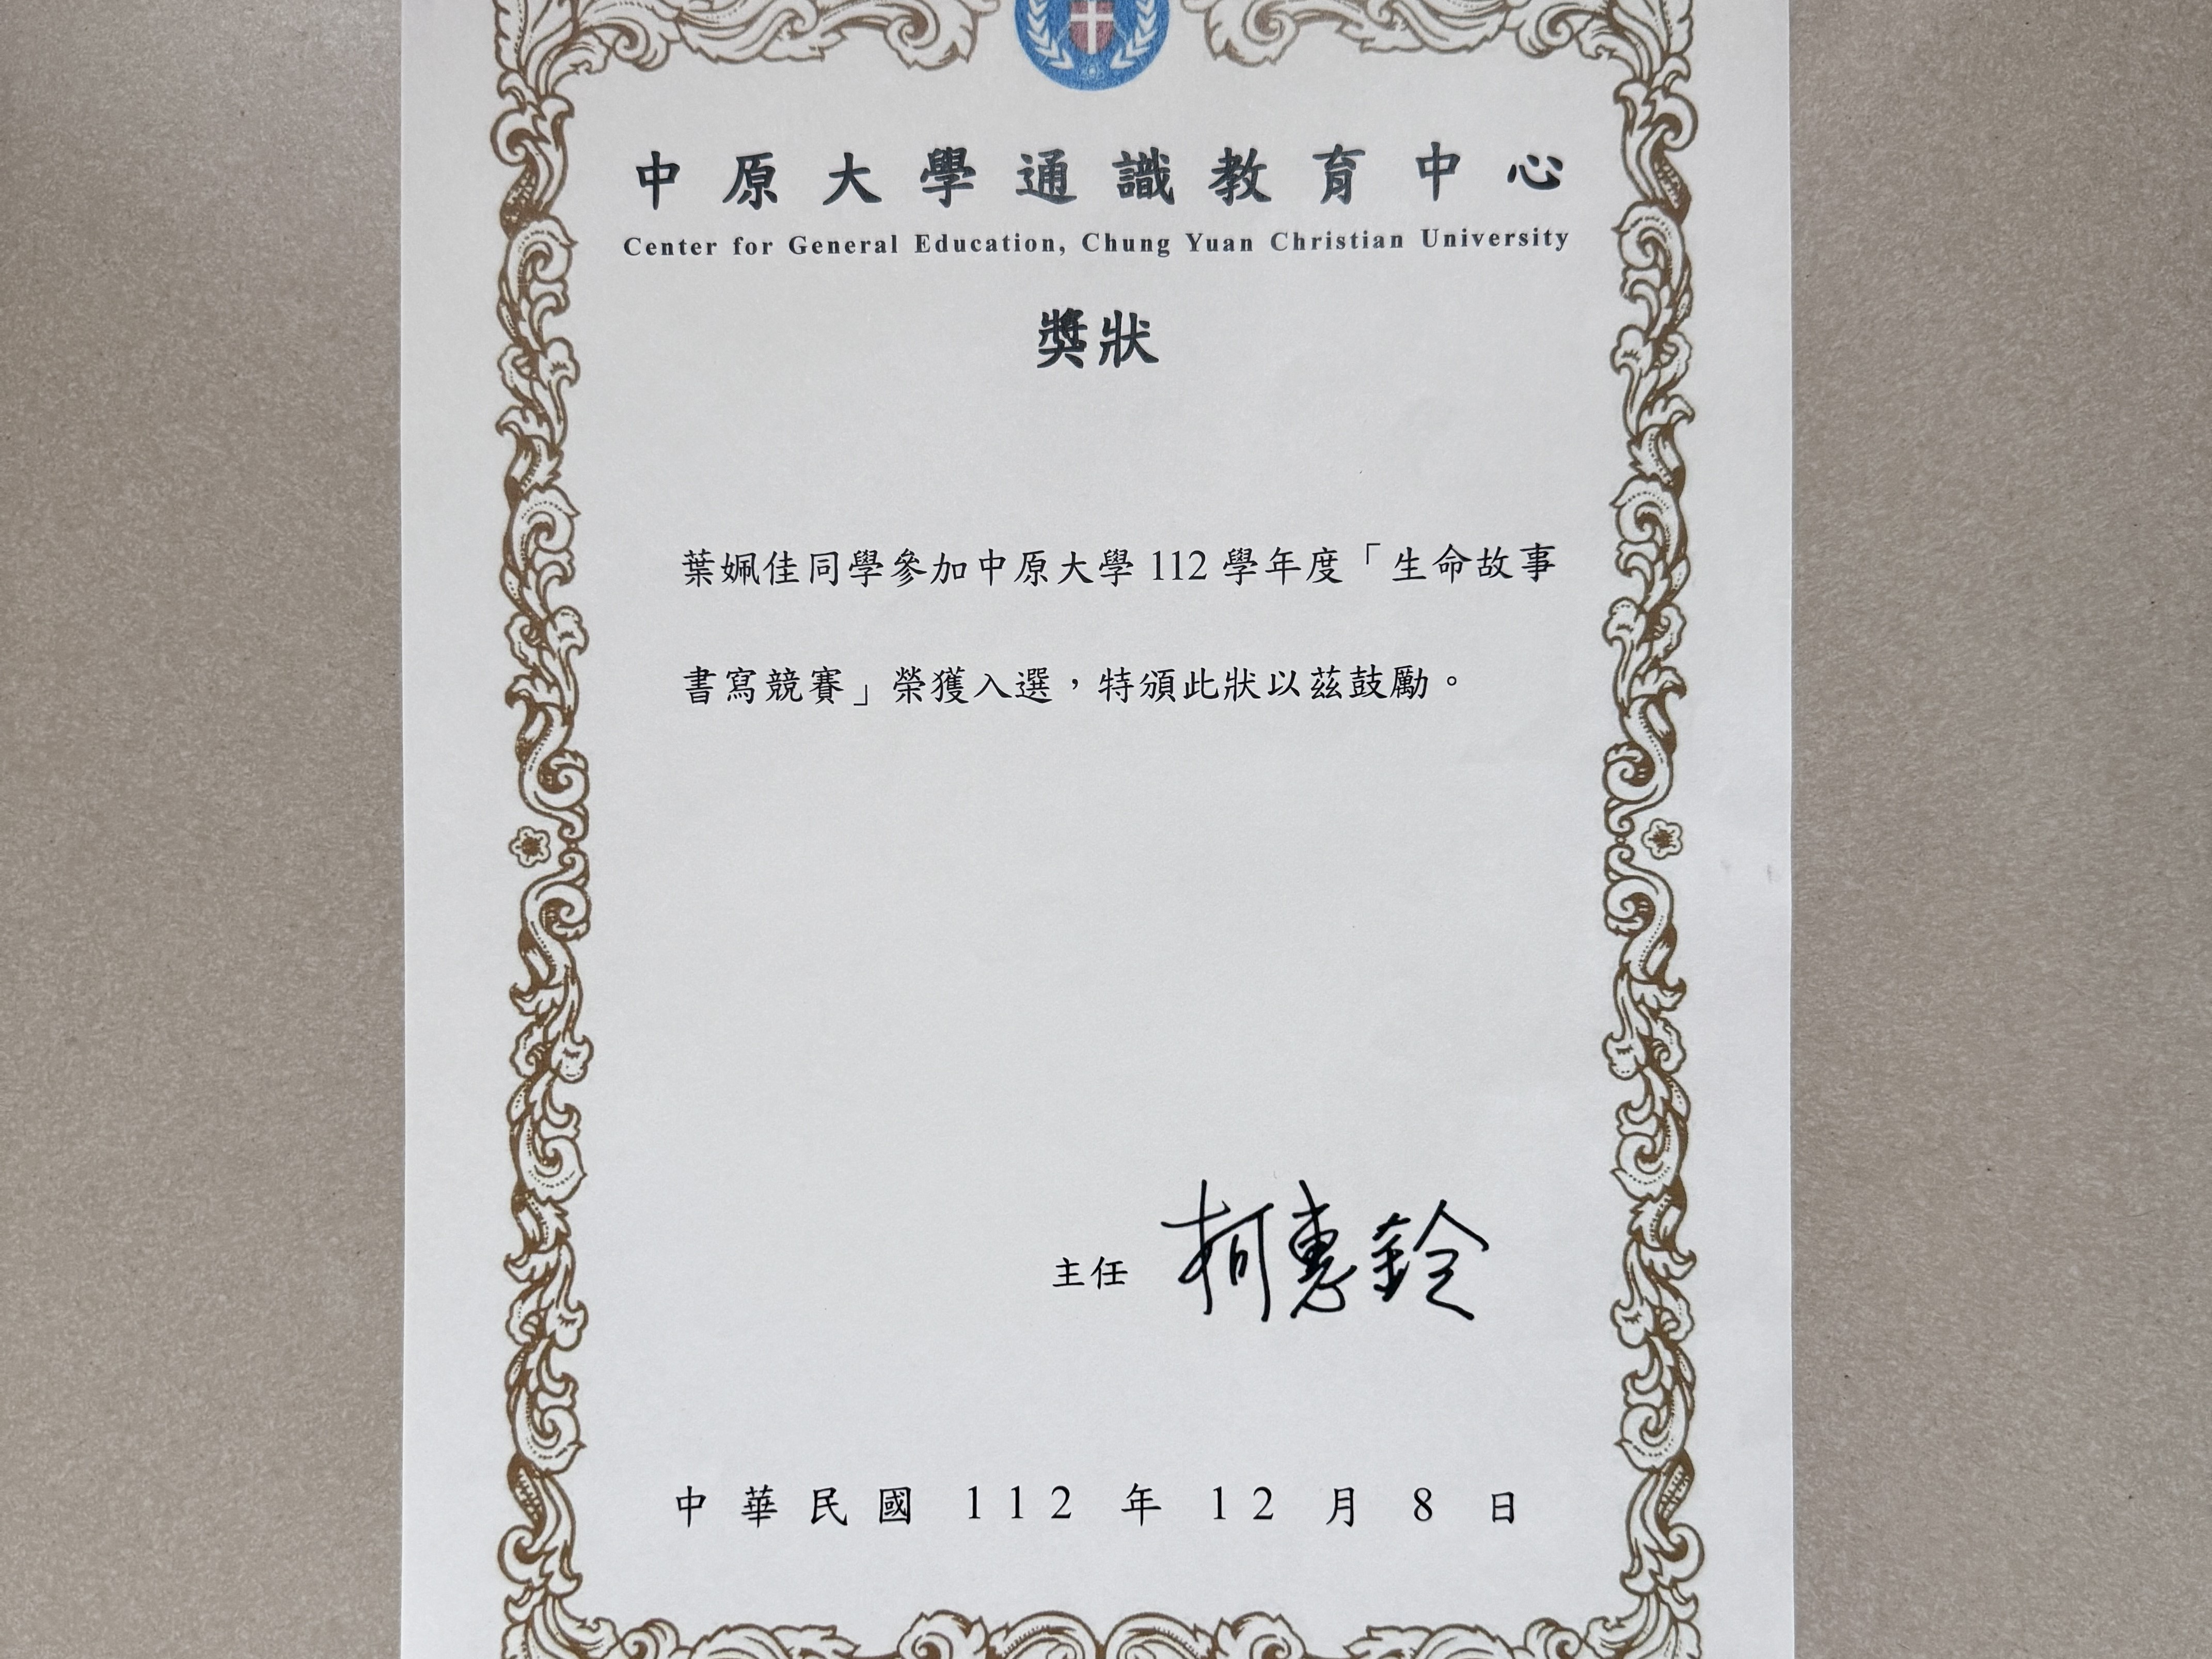 中原大學通識教育中心
Center for General Education, Chung Yuan Christian University
獎狀
葉姵佳同學參加中原大學 112 學年度「生命故事
書寫競賽」榮獲入選，特頒此狀以茲鼓勵。
主任 柯惠鈴
中華民國 112 年 12 月 8 日